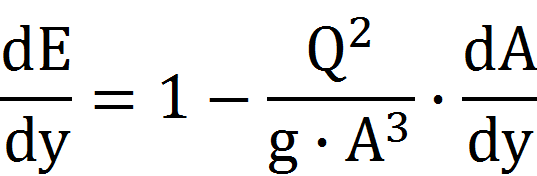 dE/dy = 1 − Q²/(g · A³) · dA/dy